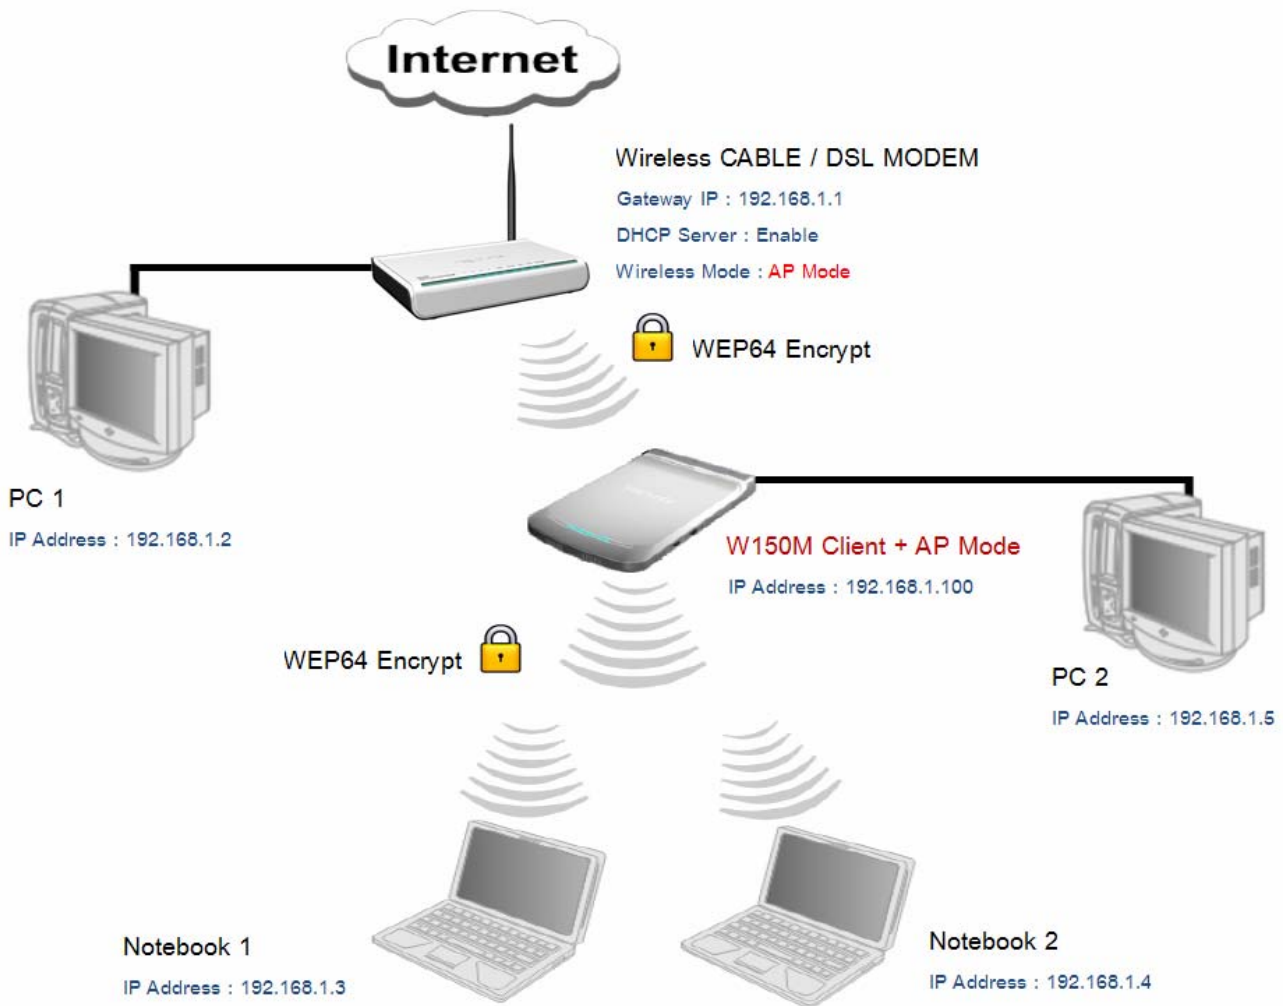 Internet
Wireless CABLE / DSL MODEM
Gateway IP : 192.168.1.1
DHCP Server : Enable
Wireless Mode : AP Mode
WEP64 Encrypt
PC 1
IP Address : 192.168.1.2
W150M Client + AP Mode
IP Address : 192.168.1.100
WEP64 Encrypt
PC 2
IP Address : 192.168.1.5
Notebook 1
IP Address : 192.168.1.3
Notebook 2
IP Address : 192.168.1.4